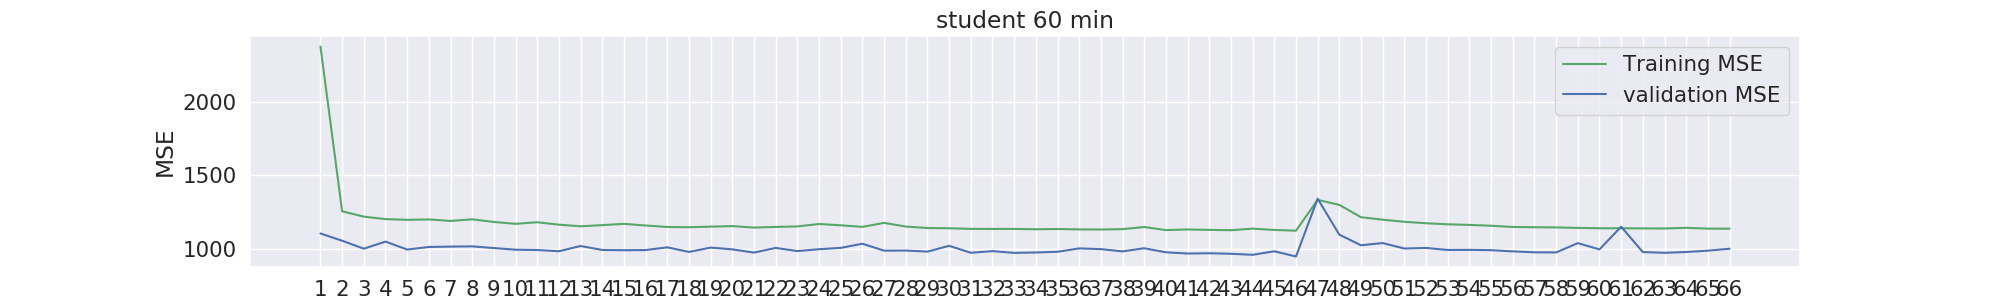 student 60 min
Training MSE
validation MSE
MSE
2000
1500
1000
1 2 3 4 5 6 7 8 9 10 11 12 13 14 15 16 17 18 19 20 21 22 23 24 25 26 27 28 29 30 31 32 33 34 35 36 37 38 39 40 41 42 43 44 45 46 47 48 49 50 51 52 53 54 55 56 57 58 59 60 61 62 63 64 65 66